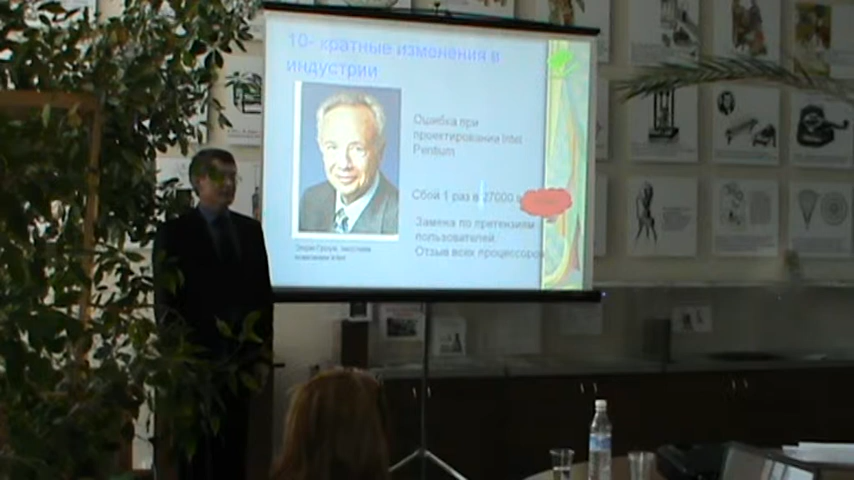 10- кратные изменения в
индустрии
Ошибка при
проектировании Intel
Pentium
Сбой 1 раз в 27000
Замена по претензиям
пользователей.
Отзыв всех процессоров